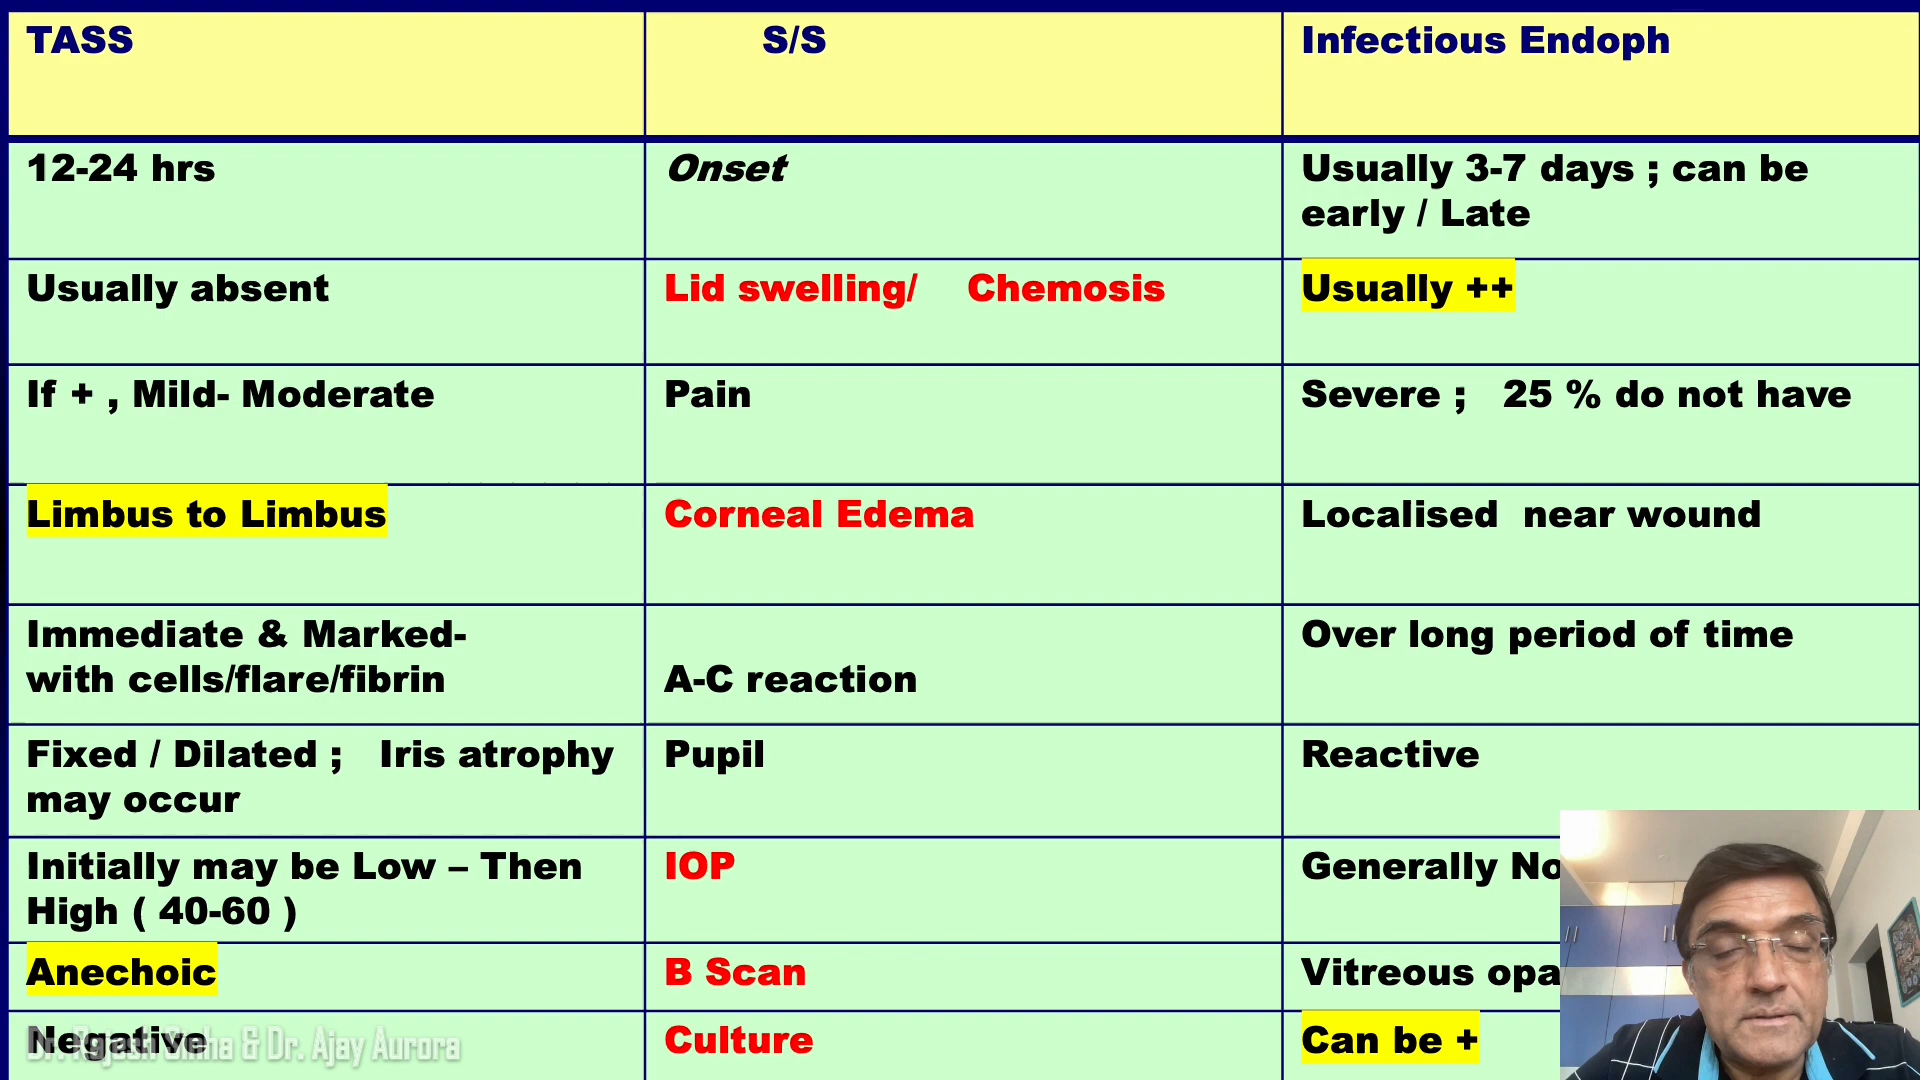 TASS
S/S
Infectious Endoph
12-24 hrs
Onset
Usually 3-7 days ; can be
early / Late
Usually absent
Lid swelling/ Chemosis
Usually ++
If + , Mild- Moderate
Pain
Severe ; 25 % do not have
Limbus to Limbus
Corneal Edema
Localised near wound
Immediate & Marked-
with cells/flare/fibrin
A-C reaction
Over long period of time
Fixed / Dilated ; Iris atrophy
may occur
Pupil
Reactive
Initially may be Low – Then
High ( 40-60 )
IOP
Generally
Anechoic
B Scan
Vitreous
Negative
Culture
Can be +
& Dr. Ajay Aurora